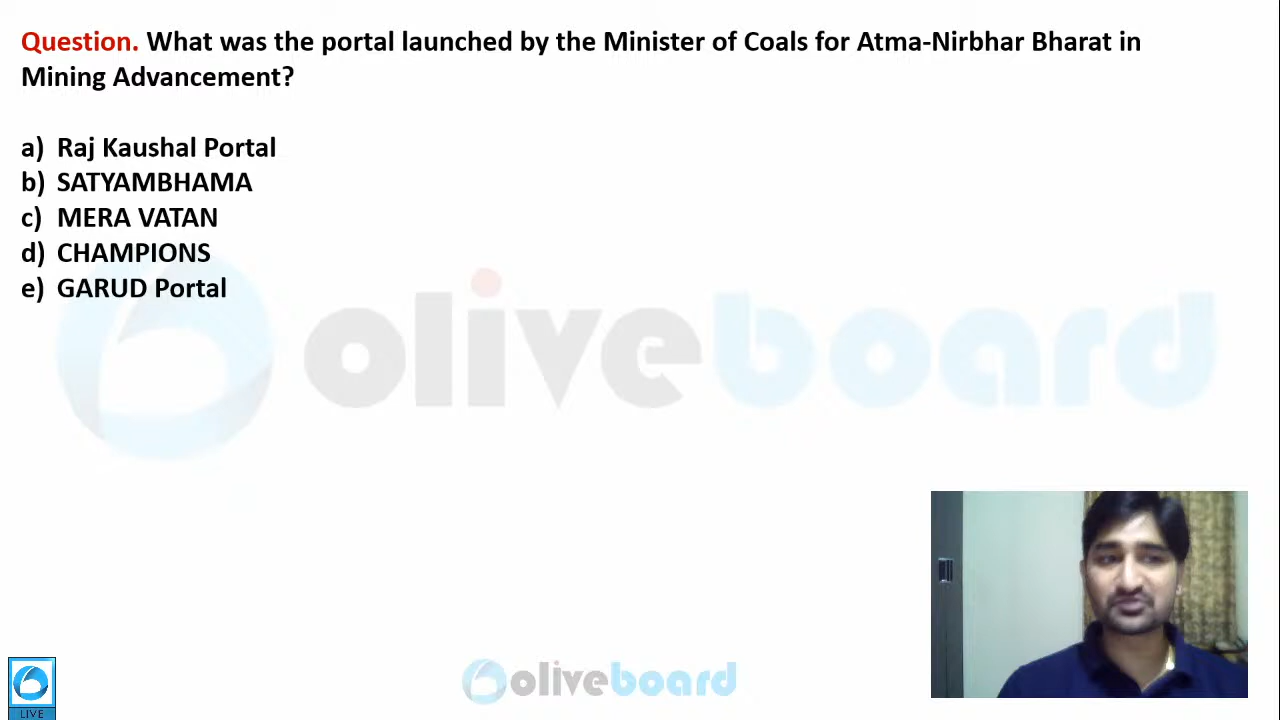 Question. What was the portal launched by the Minister of Coals for Atma-Nirbhar Bharat in
Mining Advancement?
a) Raj Kaushal Portal
b) SATYAMBHAMA
c) MERA VATAN
d) CHAMPIONS
e) GARUD Portal
oliveboard
oliveboard
LIVE